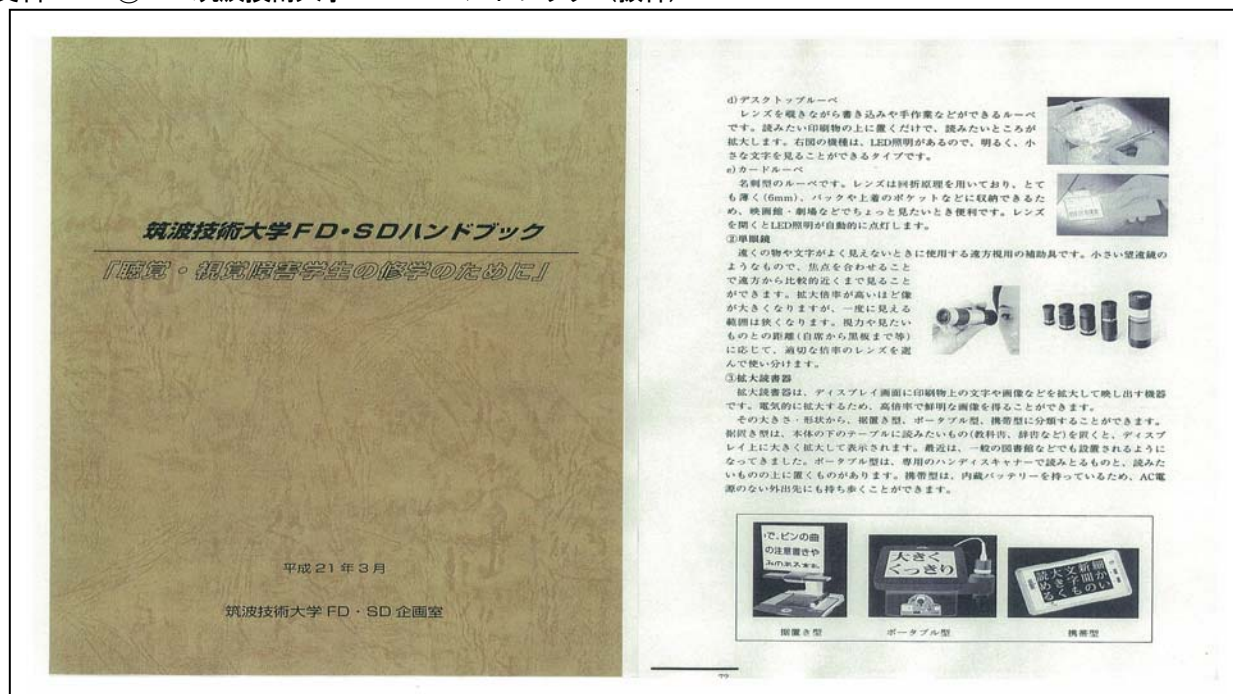 筑波技術大学FD・SDハンドブック
「聴覚・視覚障害学生の修学のために」
平成21年3月
筑波技術大学 FD・SD 企画室
d)デスクトップルーペ
レンズを覗きながら書き込みや手作業などができるルーペ
です。読みたい印刷物の上に置くだけで、読みたいところが
拡大します。右図の機種は、LED照明があるので、明るく、小
さな文字を見ることができるタイプです。
e)カードルーペ
名刺型のルーペです。レンズは回折原理を用いており、とて
も薄く(6mm)、バックや上着のポケットなどに収納できるた
め、映画館・劇場などでちょっと見たいとき便利です。レンズ
を開くとLED照明が自動的に点灯します。
②単眼鏡
遠くの物や文字がよく見えないときに使用する遠方視用の補助具です。小さい望遠鏡の
ようなもので、焦点を合わせること
で遠方から比較的近くまで見ること
ができます。拡大倍率が高いほど像
が大きくなりますが、一度に見える
範囲は狭くなります。視力や見たい
ものとの距離(自席から黒板まで等)
に応じて、適切な倍率のレンズを選
んで使い分けます。
③拡大読書器
拡大読書器は、ディスプレイ画面に印刷物上の文字や画像などを拡大して映し出す機器
です。電気的に拡大するため、高倍率で鮮明な画像を得ることができます。
その大きさ・形状から、据置き型、ポータブル型、携帯型に分類することができます。
据置き型は、本体の下のテーブルに読みたいもの(教科書、辞書など)を置くと、ディスプ
レイ上に大きく拡大して表示されます。最近は、一般の図書館などでも設置されるように
なってきました。ポータブル型は、専用のハンディスキャナーで読みとるものと、読みた
いものの上に置くものがあります。携帯型は、内蔵バッテリーを持っているため、AC電
源のない外出先にも持ち歩くことができます。
で、ビンの曲
の注意書きや
大きく
くっきり
据置き型
ポータブル型
携帯型